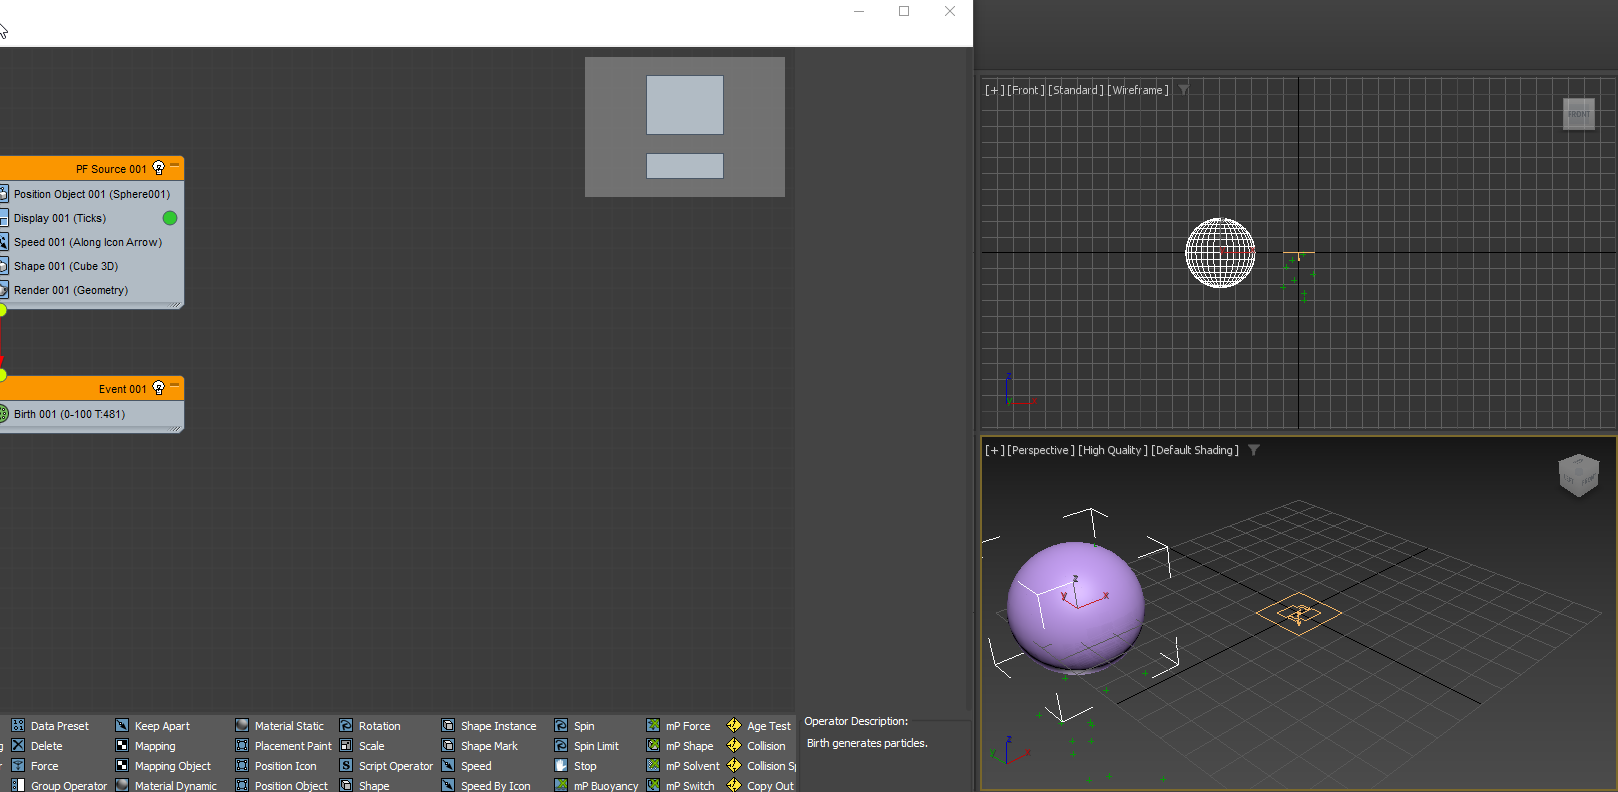 [+] [Front] [Standard] [Wireframe]
FRONT
PF Source 001
Position Object 001 (Sphere001)
Display 001 (Ticks)
Speed 001 (Along Icon Arrow)
Shape 001 (Cube 3D)
Render 001 (Geometry)
z
y
Event 001
Birth 001 (0-100 T:481)
[+] [Perspective] [High Quality] [Default Shading]
z
y
x
z
x
Data Preset
Keep Apart
Material Static
Rotation
Shape Instance
Spin
mP Force
Age Test
Operator Description:
Delete
Mapping
Placement Paint
Scale
Shape Mark
Spin Limit
mP Shape
Collision
Birth generates particles.
Force
Mapping Object
Position Icon
Script Operator
Speed
Stop
mP Solvent
Collision Sp
Group Operator
Material Dynamic
Position Object
Shape
Speed By Icon
mP Buoyancy
mP Switch
Copy Out